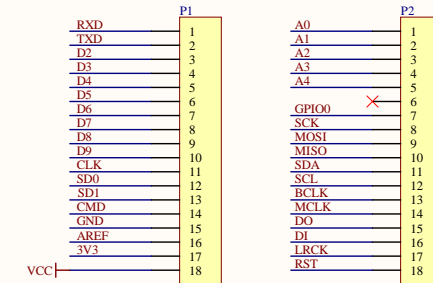 P1
RXD 1
TXD 2
D2 3
D3 4
D4 5
D5 6
D6 7
D7 8
D8 9
D9 10
CLK 11
SD0 12
SD1 13
CMD 14
GND 15
AREF 16
3V3 17
VCC 18
P2
A0 1
A1 2
A2 3
A3 4
A4 5
6
GPIO0 7
SCK 8
MOSI 9
MISO 10
SDA 11
SCL 12
BCLK 13
MCLK 14
DO 15
DI 16
LRCK 17
RST 18